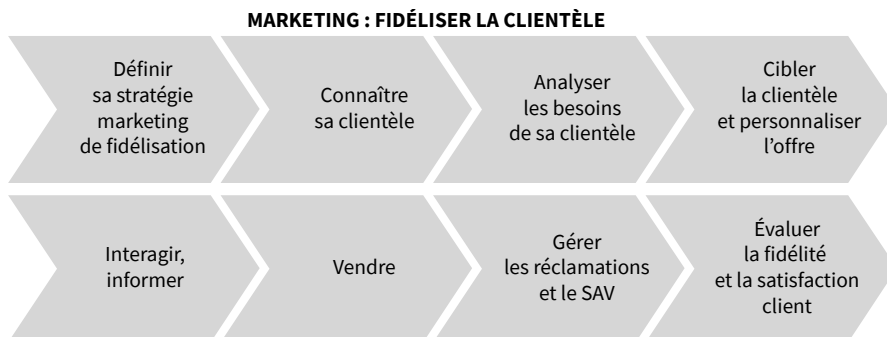 MARKETING : FIDÉLISER LA CLIENTÈLE
Définir
sa stratégie
marketing
de fidélisation
Connaître
sa clientèle
Analyser
les besoins
de sa clientèle
Cibler
la clientèle
et personnaliser
l’offre
Interagir,
informer
Vendre
Gérer
les réclamations
et le SAV
Évaluer
la fidélité
et la satisfaction
client